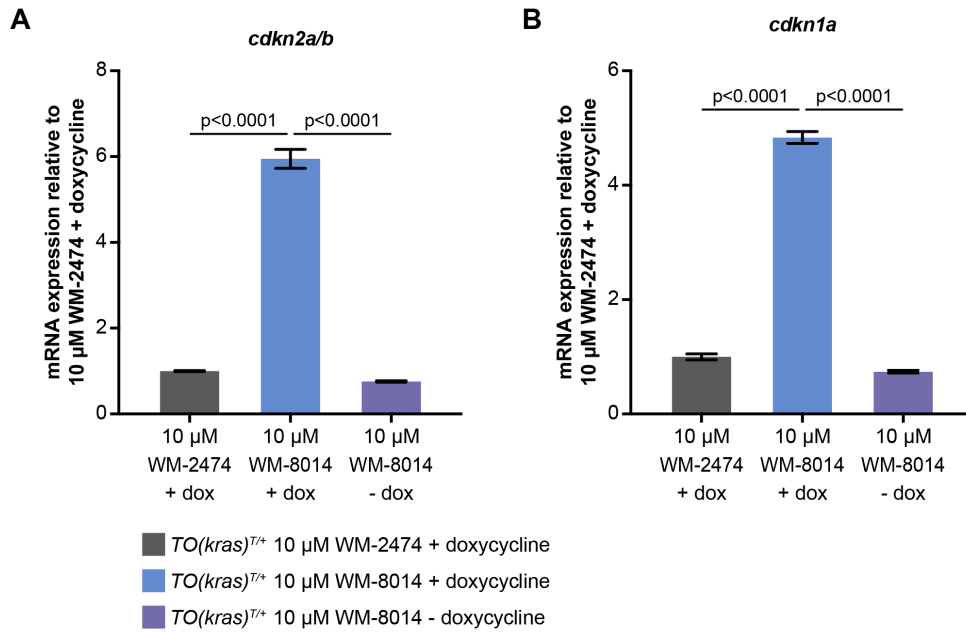 A
cdkn2a/b
mRNA expression relative to
10 µM WM-2474 + doxycycline
8
6
4
2
0
p<0.0001 p<0.0001
10 µM 10 µM 10 µM
WM-2474 WM-8014 WM-8014
+ dox + dox - dox
B
cdkn1a
mRNA expression relative to
10 µM WM-2474 + doxycycline
6
4
2
0
p<0.0001 p<0.0001
10 µM 10 µM 10 µM
WM-2474 WM-8014 WM-8014
+ dox + dox - dox
TO(kras)T/+ 10 µM WM-2474 + doxycycline
TO(kras)T/+ 10 µM WM-8014 + doxycycline
TO(kras)T/+ 10 µM WM-8014 - doxycycline